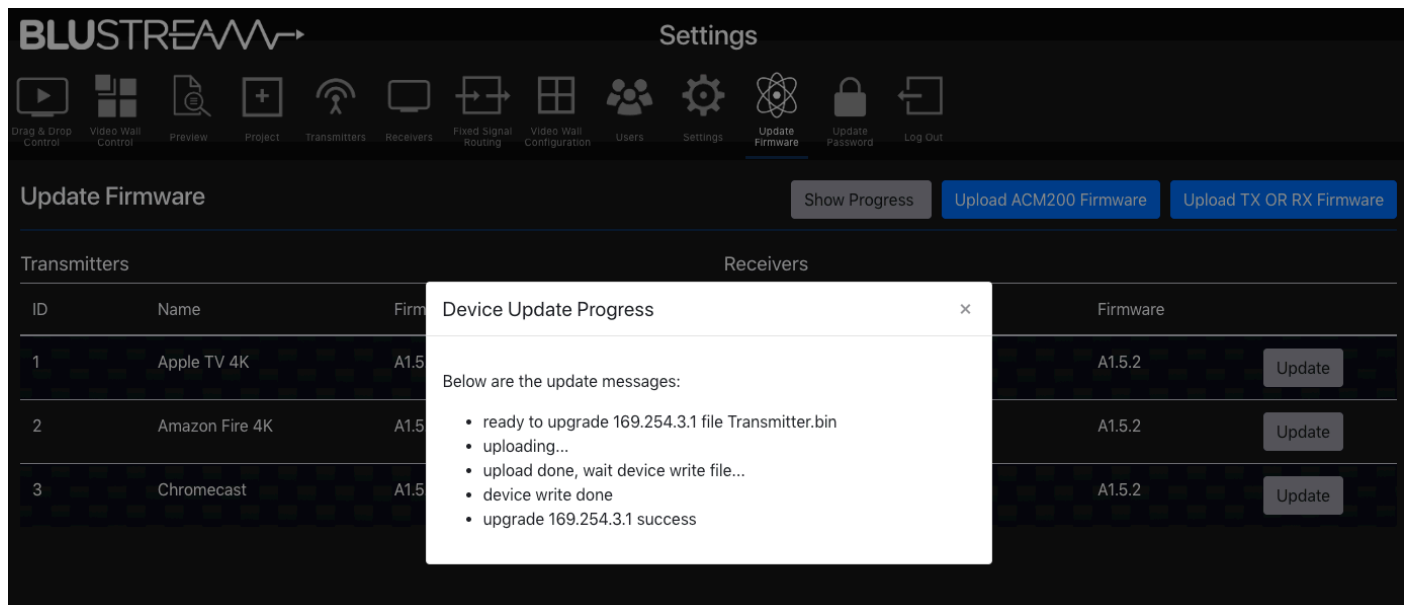 BLUSTREAM
Settings
Drag & Drop
Control
Video Wall
Control
Preview
Project
Transmitters
Receivers
Fixed Signal
Routing
Video Wall
Configuration
Users
Settings
Update
Firmware
Update
Password
Log Out
Update Firmware
Show Progress
Upload ACM200 Firmware
Upload TX OR RX Firmware
Transmitters
Receivers
ID Name Firm Firmware
1 Apple TV 4K A1.5 A1.5.2 Update
2 Amazon Fire 4K A1.5 A1.5.2 Update
3 Chromecast A1.5 A1.5.2 Update
Device Update Progress ×
Below are the update messages:
• ready to upgrade 169.254.3.1 file Transmitter.bin
• uploading...
• upload done, wait device write file...
• device write done
• upgrade 169.254.3.1 success